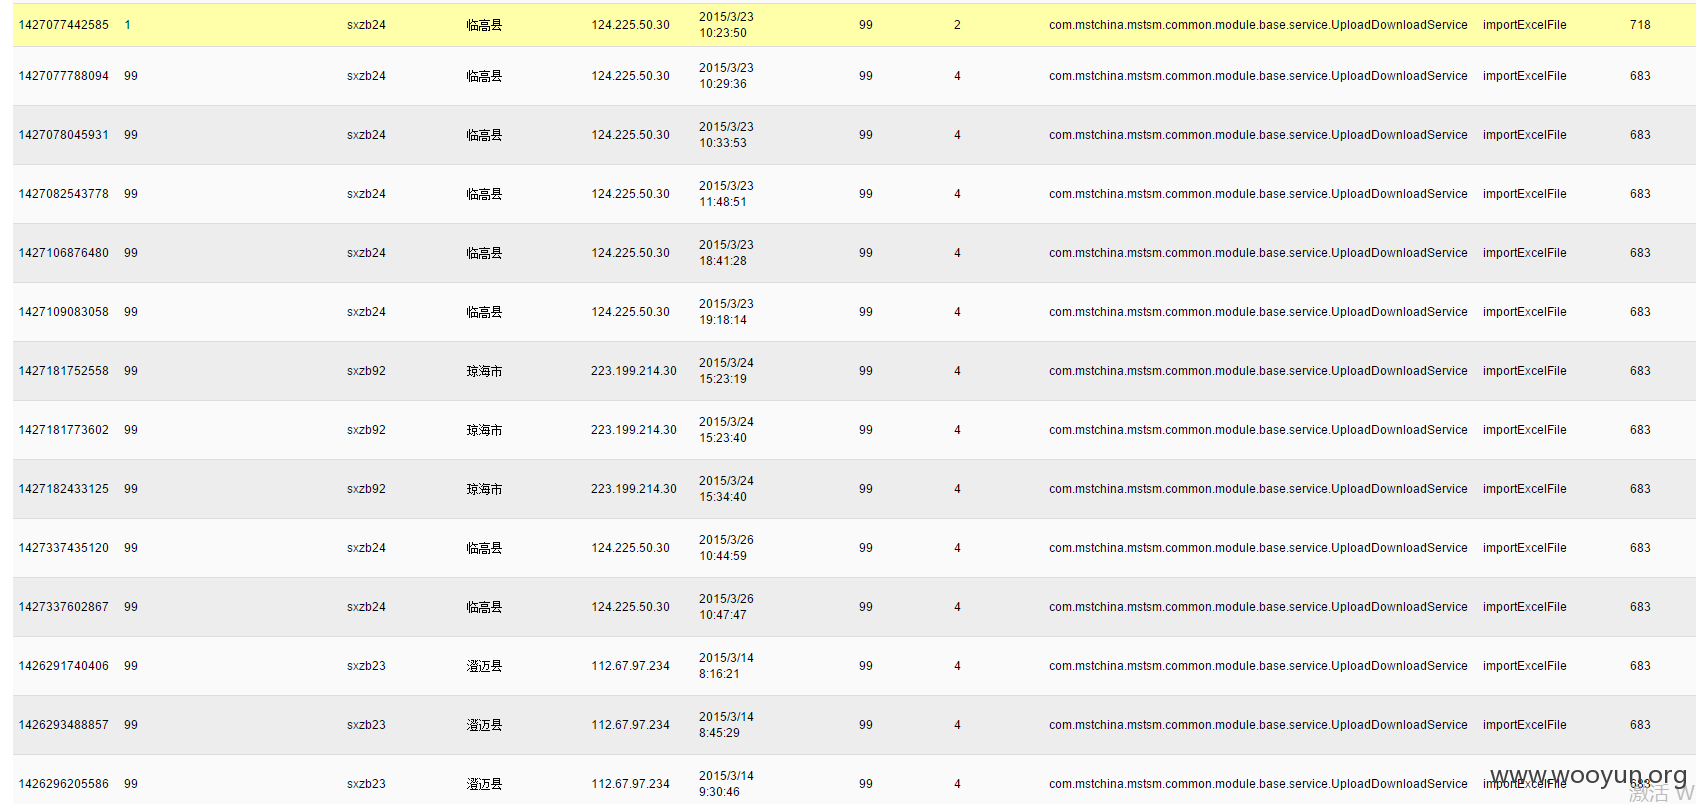 1427077442585 1 sxzb24 临高县 124.225.50.30 2015/3/23 10:23:50 99 2 com.mstchina.mstsm.common.module.base.service.UploadDownloadService importExcelFile 718
1427077788094 99 sxzb24 临高县 124.225.50.30 2015/3/23 10:29:36 99 4 com.mstchina.mstsm.common.module.base.service.UploadDownloadService importExcelFile 683
1427078045931 99 sxzb24 临高县 124.225.50.30 2015/3/23 10:33:53 99 4 com.mstchina.mstsm.common.module.base.service.UploadDownloadService importExcelFile 683
1427082543778 99 sxzb24 临高县 124.225.50.30 2015/3/23 11:48:51 99 4 com.mstchina.mstsm.common.module.base.service.UploadDownloadService importExcelFile 683
1427106876480 99 sxzb24 临高县 124.225.50.30 2015/3/23 18:41:28 99 4 com.mstchina.mstsm.common.module.base.service.UploadDownloadService importExcelFile 683
1427109083058 99 sxzb24 临高县 124.225.50.30 2015/3/23 19:18:14 99 4 com.mstchina.mstsm.common.module.base.service.UploadDownloadService importExcelFile 683
1427181752558 99 sxzb92 琼海市 223.199.214.30 2015/3/24 15:23:19 99 4 com.mstchina.mstsm.common.module.base.service.UploadDownloadService importExcelFile 683
1427181773602 99 sxzb92 琼海市 223.199.214.30 2015/3/24 15:23:40 99 4 com.mstchina.mstsm.common.module.base.service.UploadDownloadService importExcelFile 683
1427182433125 99 sxzb92 琼海市 223.199.214.30 2015/3/24 15:34:40 99 4 com.mstchina.mstsm.common.module.base.service.UploadDownloadService importExcelFile 683
1427337435120 99 sxzb24 临高县 124.225.50.30 2015/3/26 10:44:59 99 4 com.mstchina.mstsm.common.module.base.service.UploadDownloadService importExcelFile 683
1427337602867 99 sxzb24 临高县 124.225.50.30 2015/3/26 10:47:47 99 4 com.mstchina.mstsm.common.module.base.service.UploadDownloadService importExcelFile 683
1426291740406 99 sxzb23 澄迈县 112.67.97.234 2015/3/14 8:16:21 99 4 com.mstchina.mstsm.common.module.base.service.UploadDownloadService importExcelFile 683
1426293488857 99 sxzb23 澄迈县 112.67.97.234 2015/3/14 8:45:29 99 4 com.mstchina.mstsm.common.module.base.service.UploadDownloadService importExcelFile 683
1426296205586 99 sxzb23 澄迈县 112.67.97.234 2015/3/14 9:30:46 99 4 com.mstchina.mstsm.common.module.base.service.UploadDownloadService importExcelFile 683
www.wooyun.org
激活 W